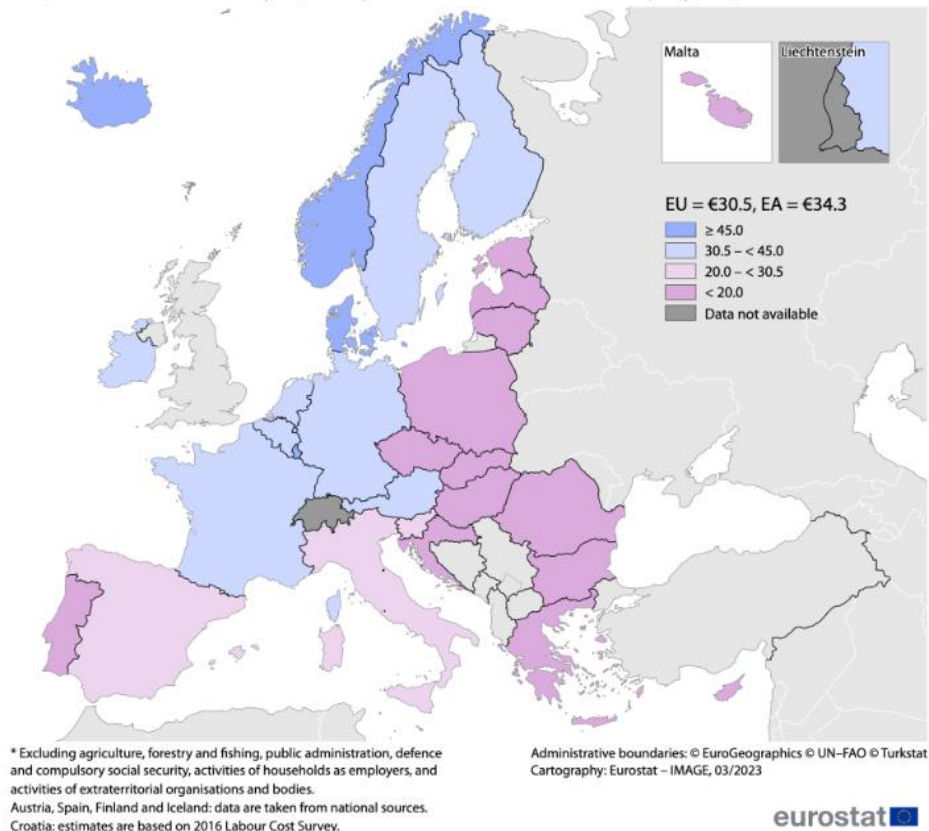 Malta
Liechtenstein
EU = €30.5, EA = €34.3
≥ 45.0
30.5 – < 45.0
20.0 – < 30.5
< 20.0
Data not available
* Excluding agriculture, forestry and fishing, public administration, defence
and compulsory social security, activities of households as employers, and
activities of extraterritorial organisations and bodies.
Austria, Spain, Finland and Iceland: data are taken from national sources.
Croatia: estimates are based on 2016 Labour Cost Survey.
Administrative boundaries: © EuroGeographics © UN–FAO © Turkstat
Cartography: Eurostat – IMAGE, 03/2023
eurostat